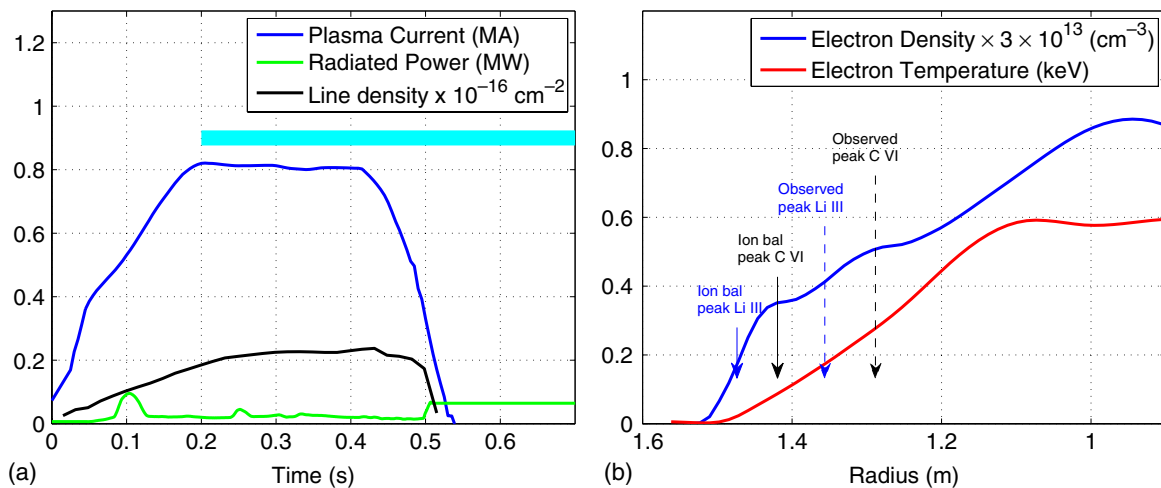 Plasma Current (MA)
Radiated Power (MW)
Line density x 10⁻¹⁶ cm⁻²
1.2
1
0.8
0.6
0.4
0.2
0
0 0.1 0.2 0.3 0.4 0.5
Time (s)
(a)
Electron Density × 3 × 10¹³ (cm⁻³)
Electron Temperature (keV)
1
0.8
0.6
0.4
0.2
0
Observed
peak C VI
Observed
peak Li III
Ion bal
peak C VI
Ion bal
peak Li III
1.6 1.4 1.2 1
Radius (m)
(b)